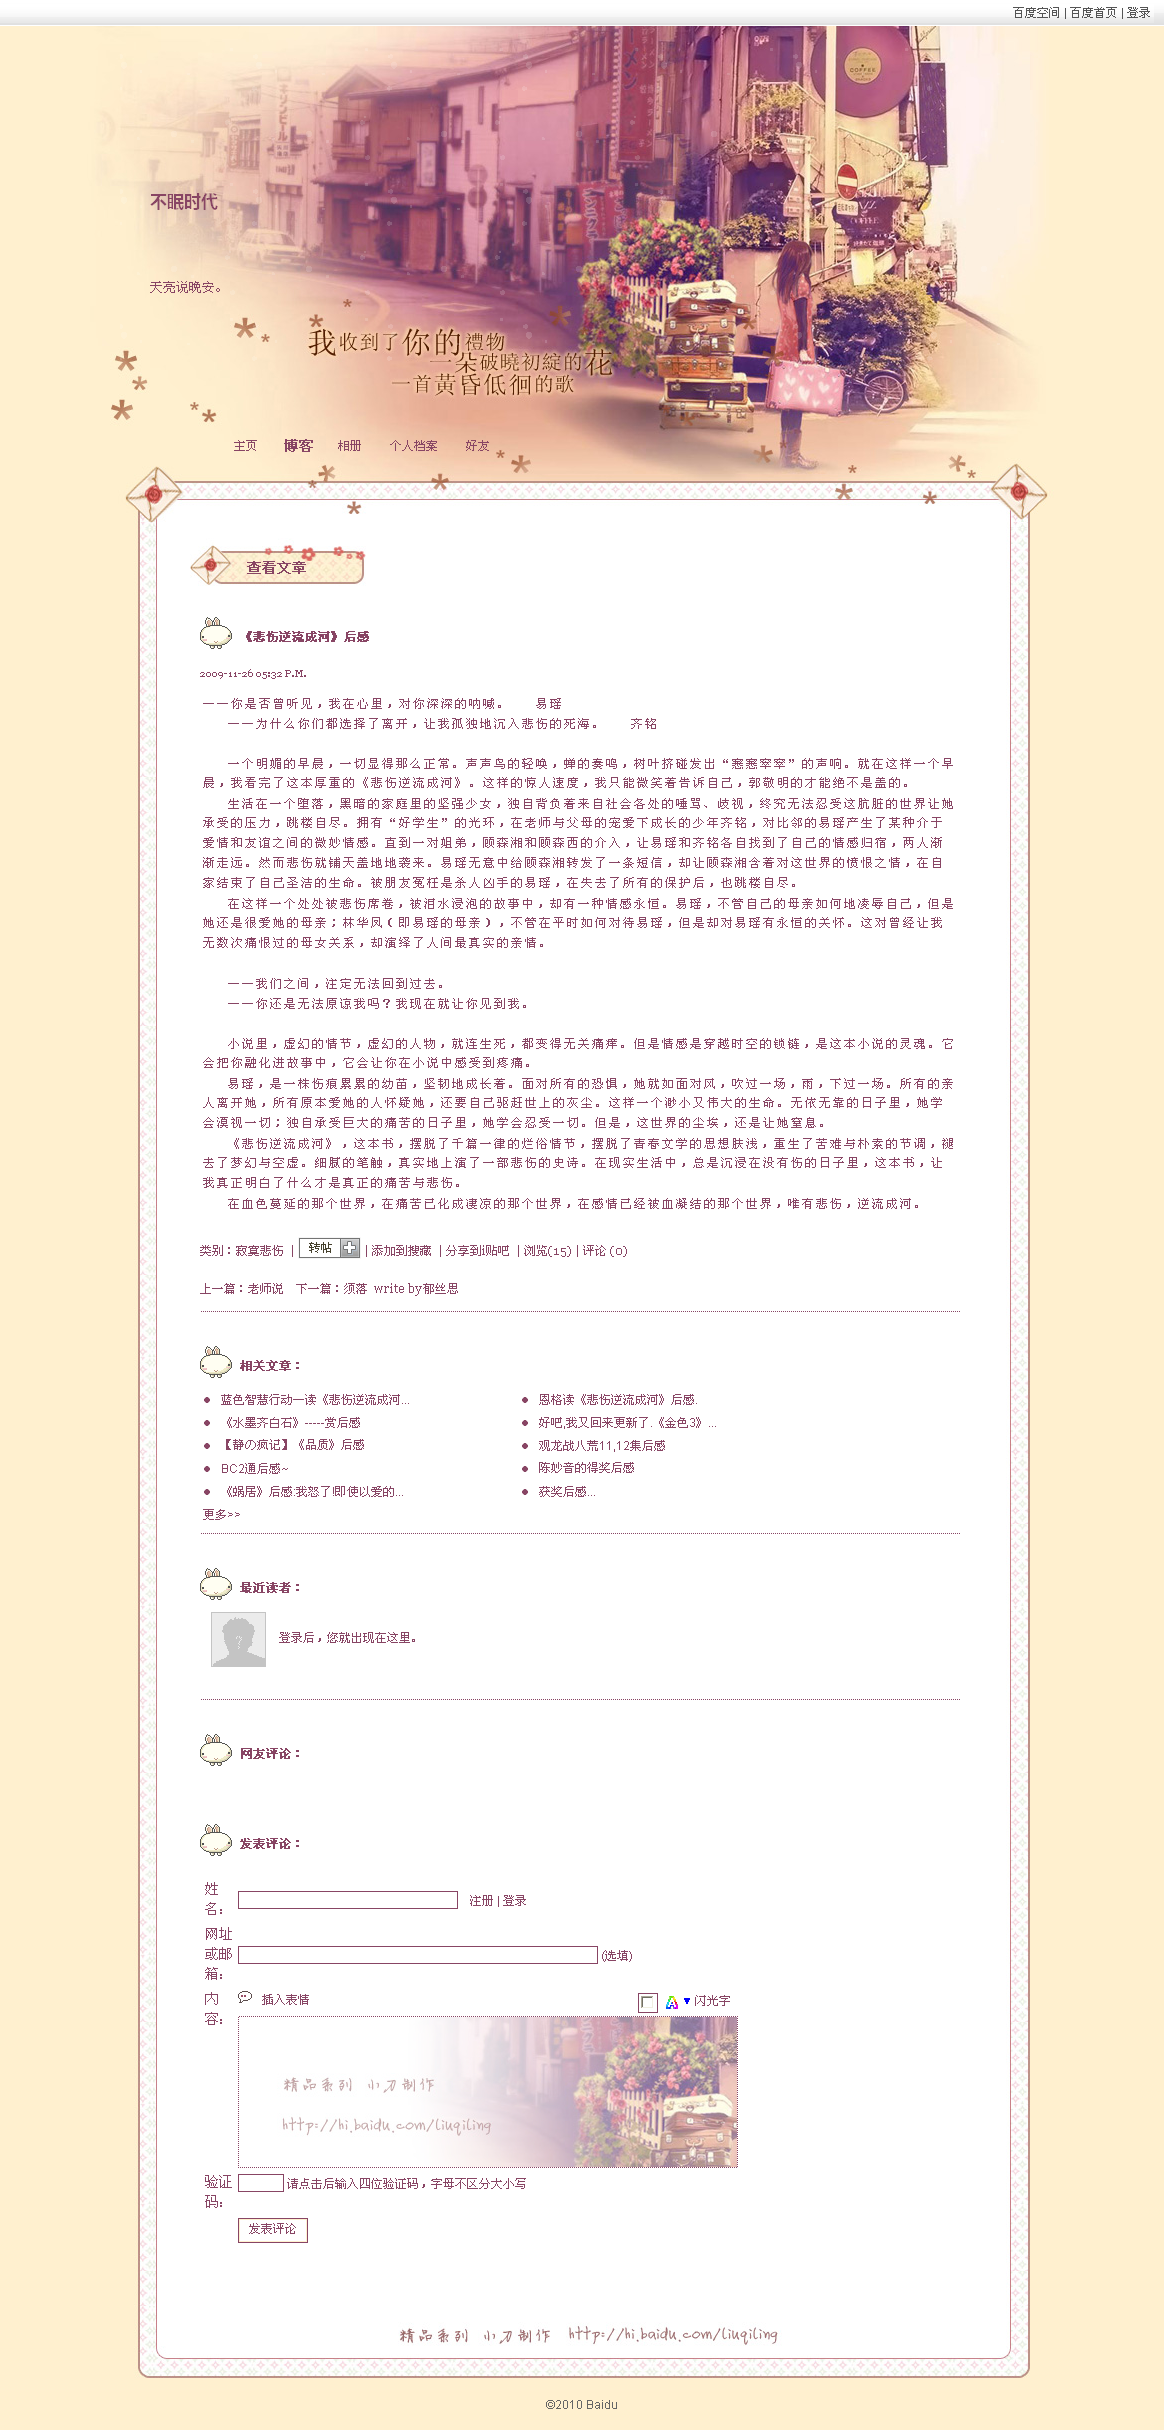 百度空间 | 百度首页 | 登录
COFFEE
不眠时代
天亮说晚安。
我收到了你的禮物
一朵破曉初綻的花
一首黃昏低徊的歌
主页 博客 相册 个人档案 好友
查看文章
《悲伤逆流成河》后感
2009-11-26 05:32 P.M.
——你是否曾听见，我在心里，对你深深的呐喊。 易瑶
——为什么你们都选择了离开，让我孤独地沉入悲伤的死海。 齐铭
一个明媚的早晨，一切显得那么正常。声声鸟的轻唤，蝉的奏鸣，树叶挤碰发出“窸窸窣窣”的声响。就在这样一个早
晨，我看完了这本厚重的《悲伤逆流成河》。这样的惊人速度，我只能微笑着告诉自己，郭敬明的才能绝不是盖的。
生活在一个堕落，黑暗的家庭里的坚强少女，独自背负着来自社会各处的唾骂、歧视，终究无法忍受这肮脏的世界让她
承受的压力，跳楼自尽。拥有“好学生”的光环，在老师与父母的宠爱下成长的少年齐铭，对比邻的易瑶产生了某种介于
爱情和友谊之间的微妙情感。直到一对姐弟，顾森湘和顾森西的介入，让易瑶和齐铭各自找到了自己的情感归宿，两人渐
渐走远。然而悲伤就铺天盖地地袭来。易瑶无意中给顾森湘转发了一条短信，却让顾森湘含着对这世界的愤恨之情，在自
家结束了自己圣洁的生命。被朋友冤枉是杀人凶手的易瑶，在失去了所有的保护后，也跳楼自尽。
在这样一个处处被悲伤席卷，被泪水浸泡的故事中，却有一种情感永恒。易瑶，不管自己的母亲如何地凌辱自己，但是
她还是很爱她的母亲；林华凤（即易瑶的母亲），不管在平时如何对待易瑶，但是却对易瑶有永恒的关怀。这对曾经让我
无数次痛恨过的母女关系，却演绎了人间最真实的亲情。
——我们之间，注定无法回到过去。
——你还是无法原谅我吗？我现在就让你见到我。
小说里，虚幻的情节，虚幻的人物，就连生死，都变得无关痛痒。但是情感是穿越时空的锁链，是这本小说的灵魂。它
会把你融化进故事中，它会让你在小说中感受到疼痛。
易瑶，是一株伤痕累累的幼苗，坚韧地成长着。面对所有的恐惧，她就如面对风，吹过一场，雨，下过一场。所有的亲
人离开她，所有原本爱她的人怀疑她，还要自己驱赶世上的灰尘。这样一个渺小又伟大的生命。无依无靠的日子里，她学
会漠视一切；独自承受巨大的痛苦的日子里，她学会忍受一切。但是，这世界的尘埃，还是让她窒息。
《悲伤逆流成河》，这本书，摆脱了千篇一律的烂俗情节，摆脱了青春文学的思想肤浅，重生了苦难与朴素的节调，褪
去了梦幻与空虚。细腻的笔触，真实地上演了一部悲伤的史诗。在现实生活中，总是沉浸在没有伤的日子里，这本书，让
我真正明白了什么才是真正的痛苦与悲伤。
在血色蔓延的那个世界，在痛苦已化成凄凉的那个世界，在感情已经被血凝结的那个世界，唯有悲伤，逆流成河。
类别：寂寞悲伤 | 转帖 | 添加到搜藏 | 分享到i贴吧 | 浏览(15) | 评论 (0)
上一篇：老师说 下一篇：须落 write by郁丝思
相关文章：
蓝色智慧行动—读《悲伤逆流成河... 恩格读《悲伤逆流成河》后感.
《水墨齐白石》-----赏后感 好吧,我又回来更新了.《金色3》...
【静の疯记】《品质》后感 观龙战八荒11,12集后感
BC2通后感~ 陈妙音的得奖后感
《蜗居》后感:我怒了!即使以爱的... 获奖后感...
更多>>
最近读者：
登录后，您就出现在这里。
网友评论：
发表评论：
姓
名： 注册 | 登录
网址
或邮 (选填)
箱：
内 插入表情 闪光字
容：
精品系列 小刀制作
http://hi.baidu.com/liuqiling
验证 请点击后输入四位验证码，字母不区分大小写
码：
发表评论
精品系列 小刀制作 http://hi.baidu.com/liuqiling
©2010 Baidu